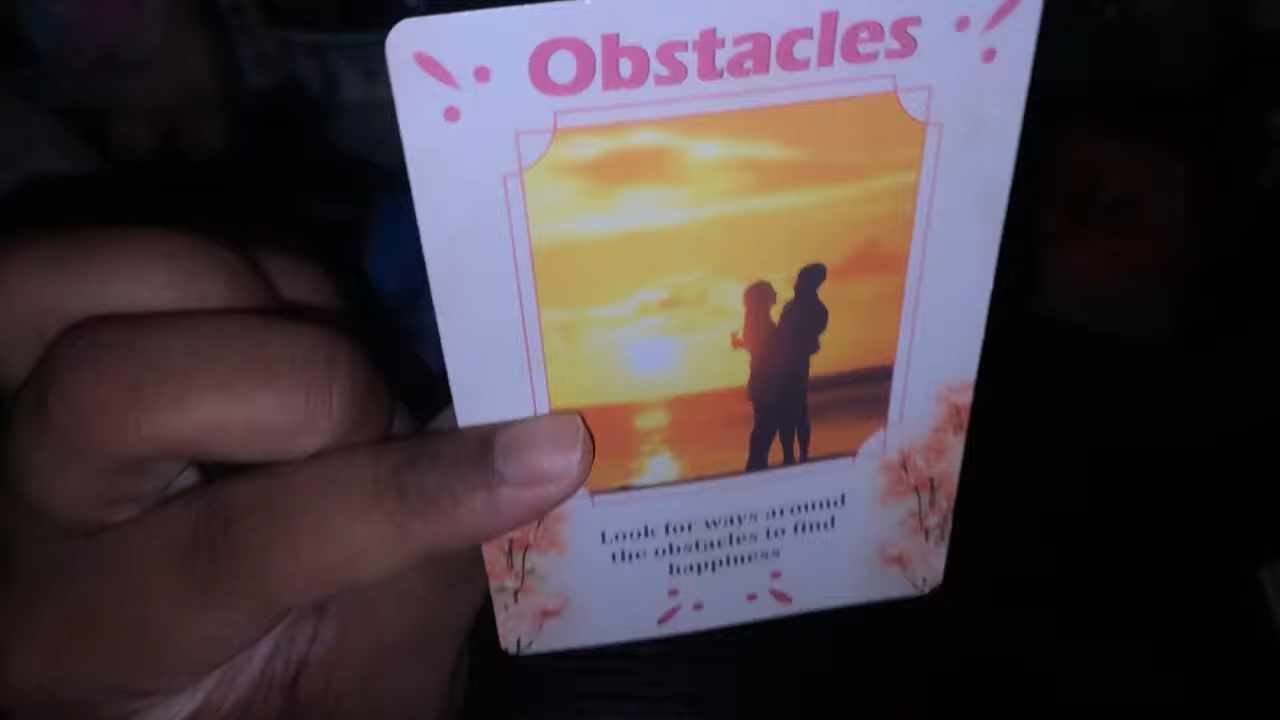 Obstacles
Look for ways around
the obstacles to find
happiness